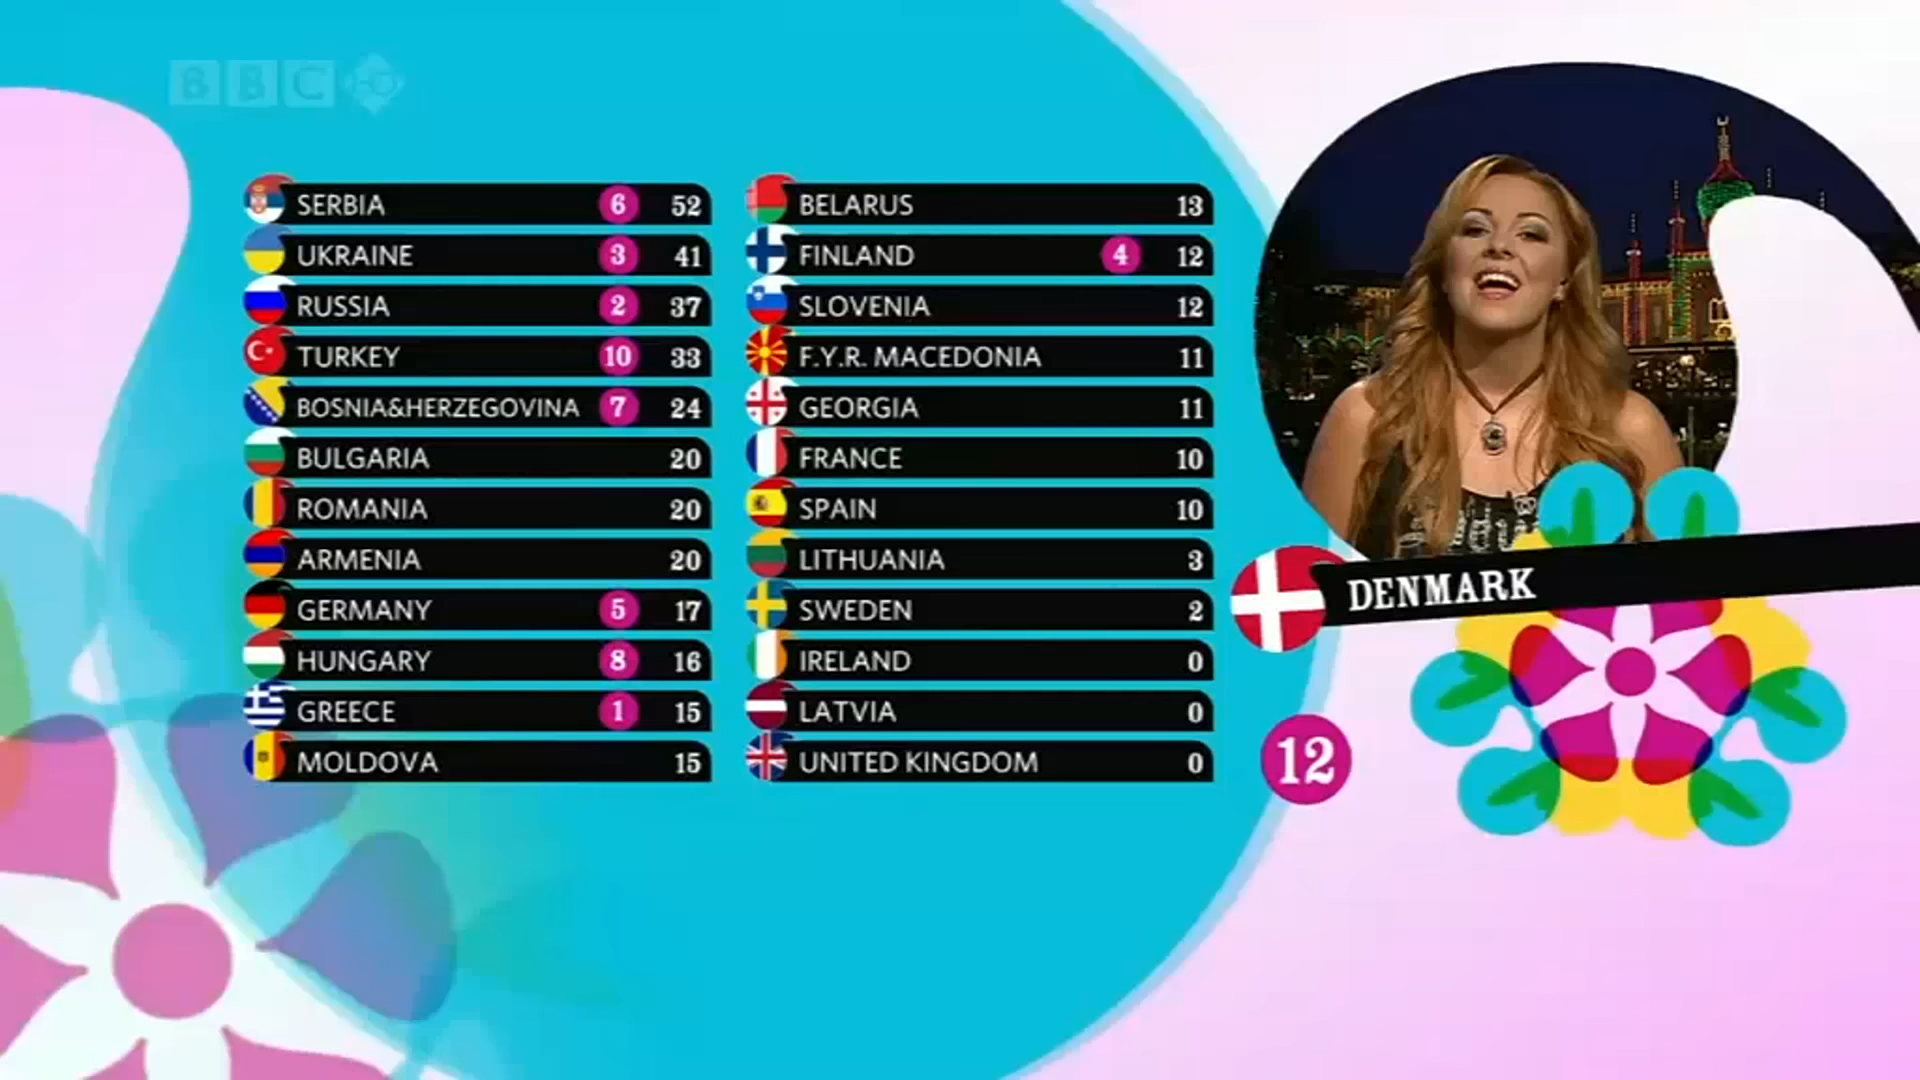 BBC HD
SERBIA 6 52
UKRAINE 3 41
RUSSIA 2 37
TURKEY 10 33
BOSNIA&HERZEGOVINA 7 24
BULGARIA 20
ROMANIA 20
ARMENIA 20
GERMANY 5 17
HUNGARY 8 16
GREECE 1 15
MOLDOVA 15
BELARUS 13
FINLAND 4 12
SLOVENIA 12
F.Y.R. MACEDONIA 11
GEORGIA 11
FRANCE 10
SPAIN 10
LITHUANIA 3
SWEDEN 2
IRELAND 0
LATVIA 0
UNITED KINGDOM 0
DENMARK
12